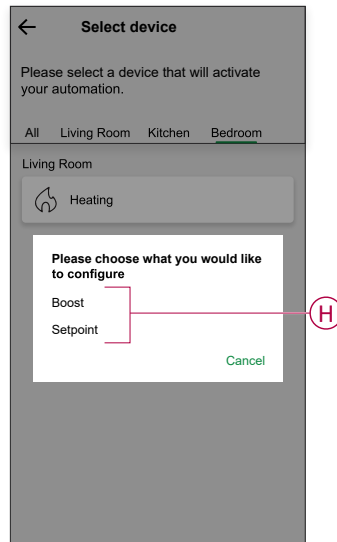 Select device
Please select a device that will activate
your automation.
All Living Room Kitchen Bedroom
Living Room
Heating
Please choose what you would like
to configure
Boost
Setpoint
H
Cancel